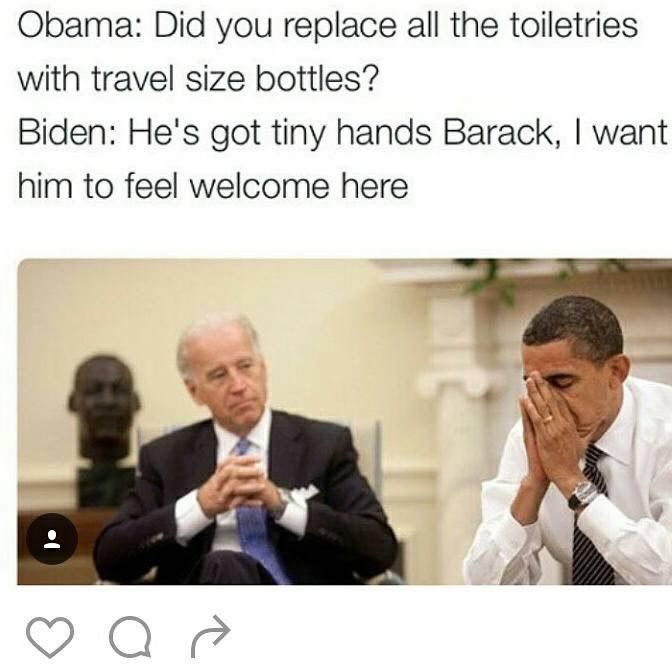 Obama: Did you replace all the toiletries
with travel size bottles?
Biden: He's got tiny hands Barack, I want
him to feel welcome here